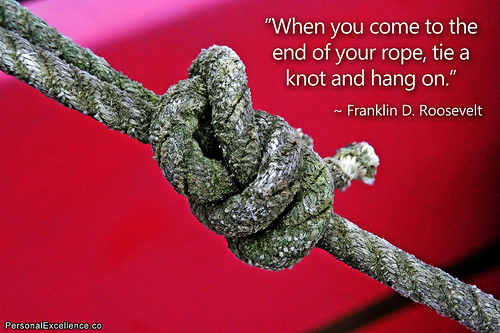 "When you come to the
end of your rope, tie a
knot and hang on."
~ Franklin D. Roosevelt
PersonalExcellence.co